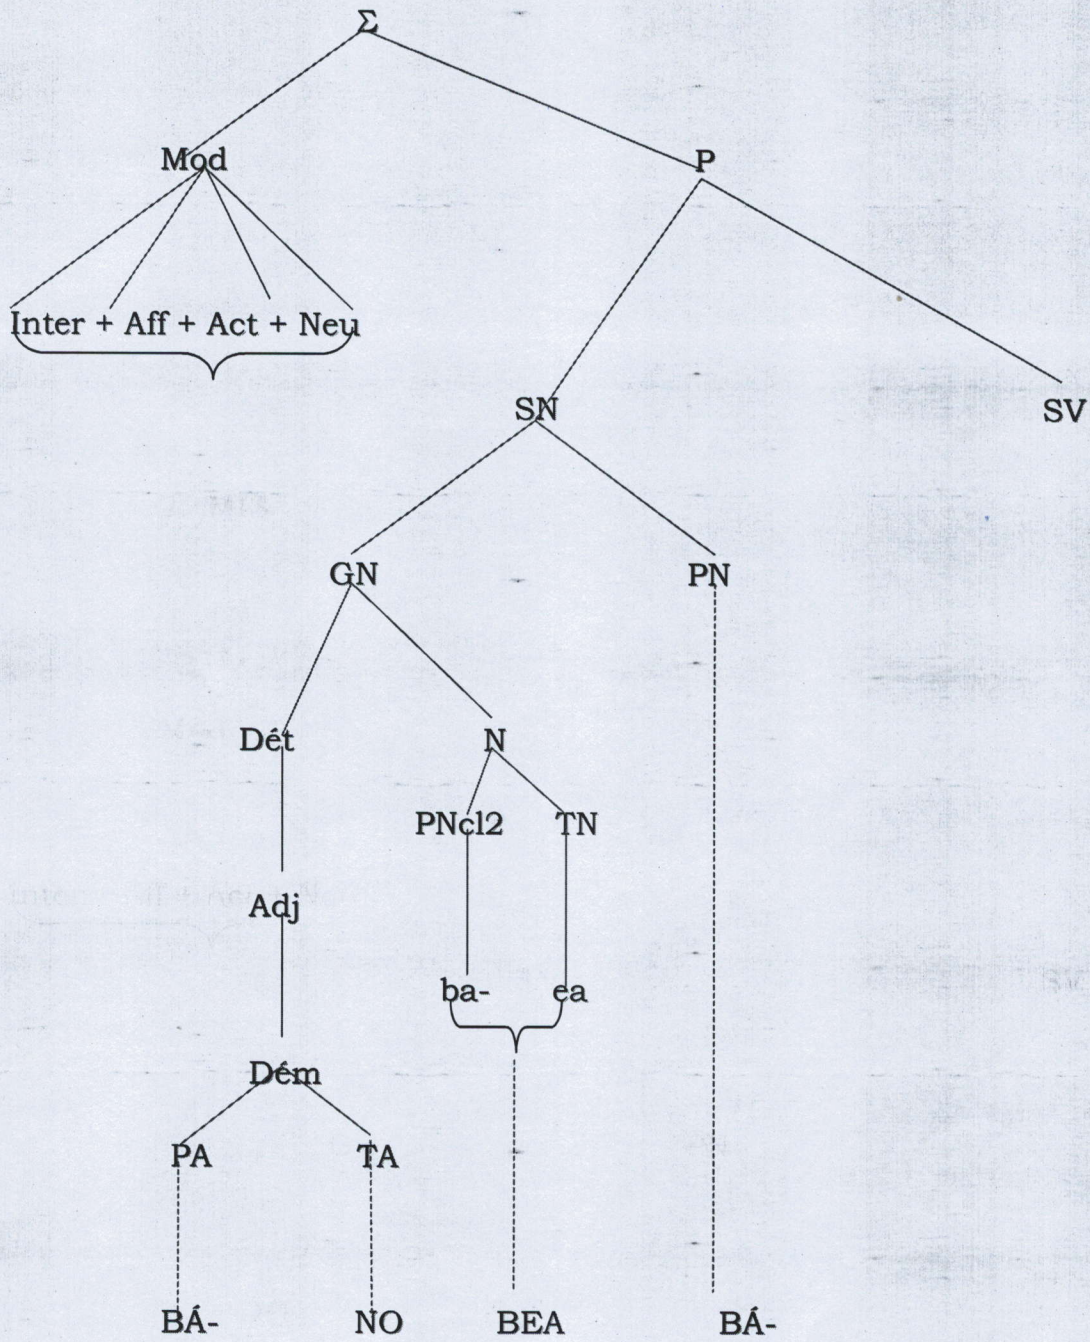 Σ
Mod P
Inter + Aff + Act + Neu
SN SV
GN PN
Dét N
PNcl2 TN
Adj
ba- ea
Dém
PA TA
BÁ- NO BEA BÁ-